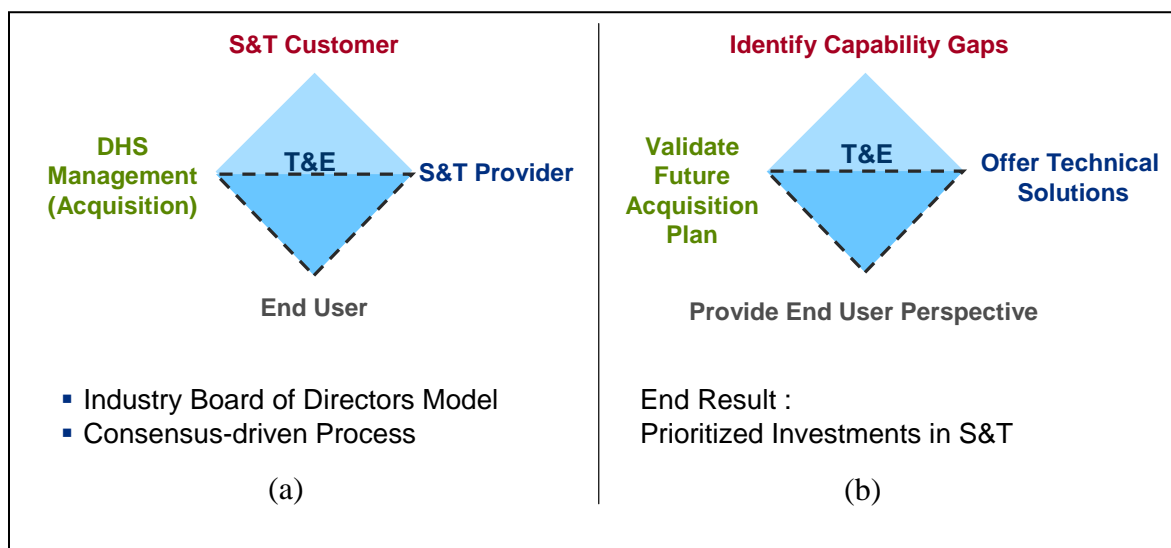 S&T Customer
DHS
Management
(Acquisition)
T&E
S&T Provider
End User
▪ Industry Board of Directors Model
▪ Consensus-driven Process
(a)
Identify Capability Gaps
Validate
Future
Acquisition
Plan
T&E
Offer Technical
Solutions
Provide End User Perspective
End Result :
Prioritized Investments in S&T
(b)